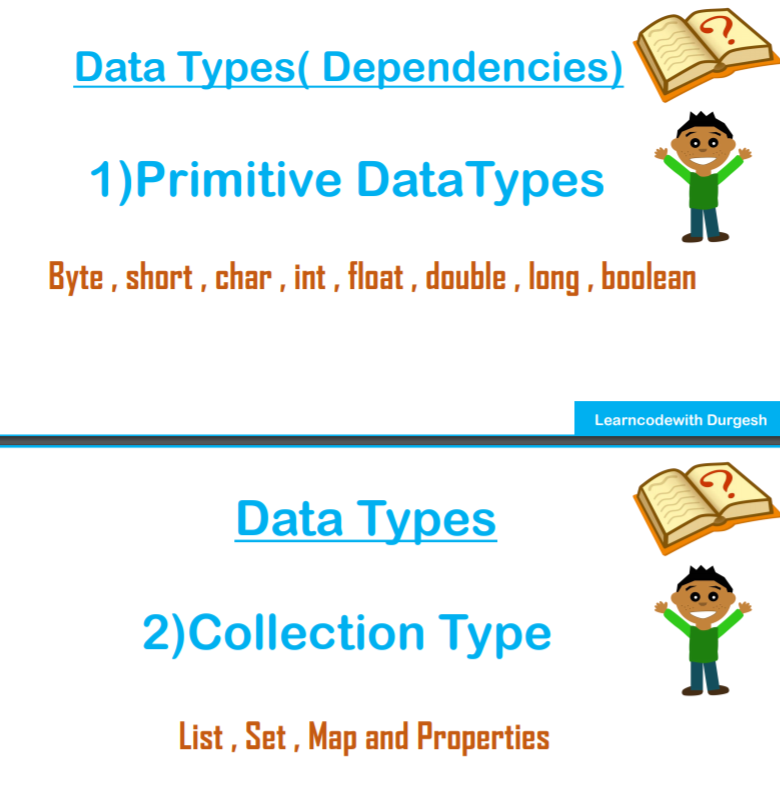 Data Types( Dependencies)
?
1)Primitive DataTypes
Byte , short , char , int , float , double , long , boolean
Learncodewith Durgesh
Data Types
?
2)Collection Type
List , Set , Map and Properties